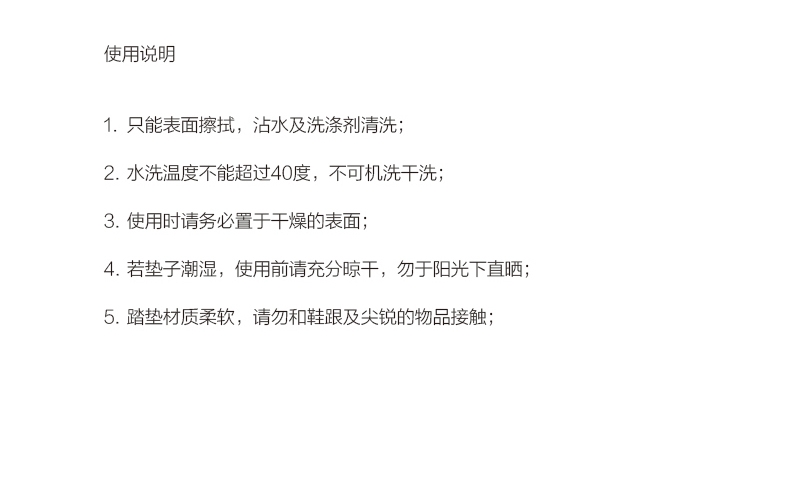 使用说明
1. 只能表面擦拭，沾水及洗涤剂清洗；
2. 水洗温度不能超过40度，不可机洗干洗；
3. 使用时请务必置于干燥的表面；
4. 若垫子潮湿，使用前请充分晾干，勿于阳光下直晒；
5. 踏垫材质柔软，请勿和鞋跟及尖锐的物品接触；